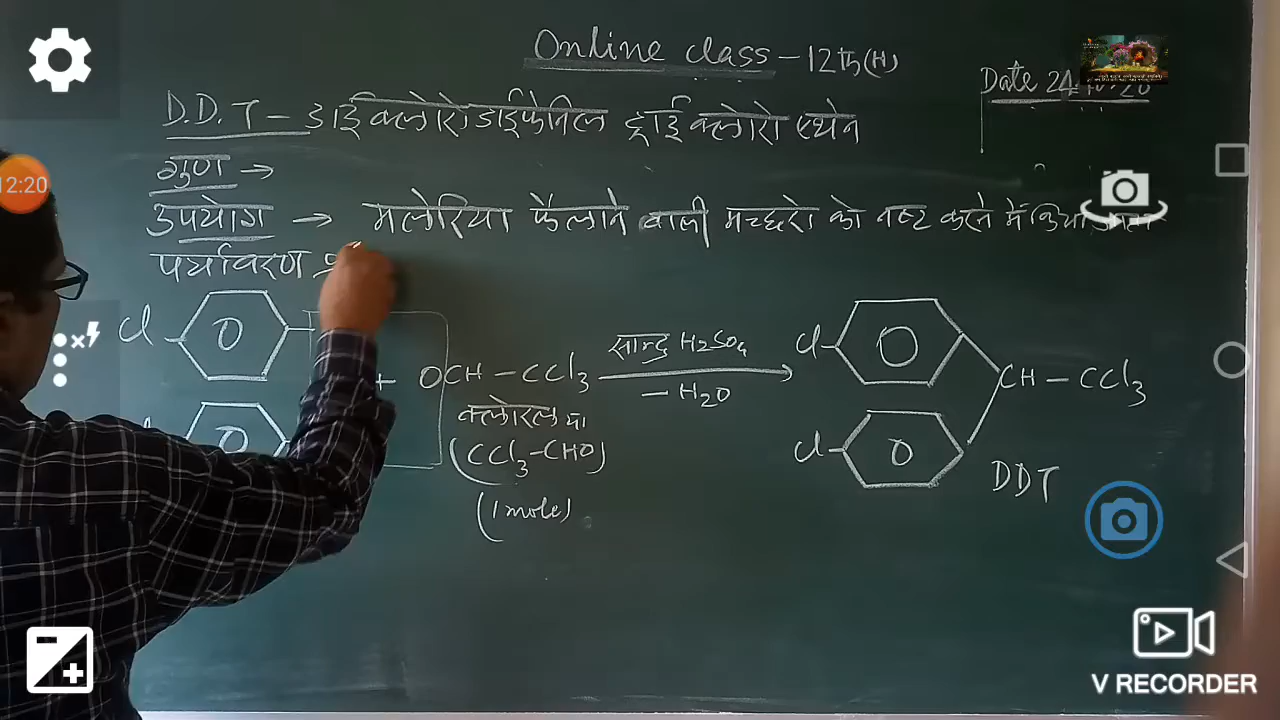 Online class - 12th (H)
Date 24
D.D.T - डाईक्लोरोडाईफेनिल ट्राईक्लोरो एथेन
गुण →
12:20
उपयोग → मलेरिया फैलाने वाली मच्छरो को नष्ट करने में किया जाता
पर्यावरण
Cl
+ OCH - CCl3
सान्द्र H2SO4
- H2O
Cl
CH - CCl3
क्लोरल या
(CCl3-CHO)
(1 mole)
Cl
DDT
V RECORDER